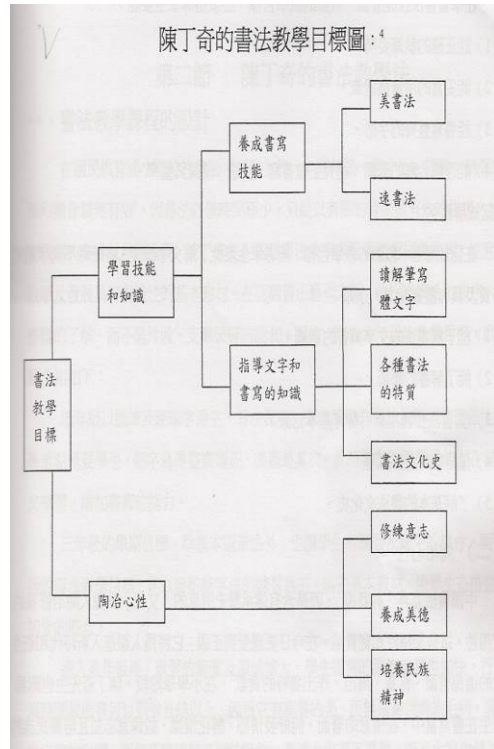 陳丁奇的書法教學目標圖：4
美書法
養成書寫
技能
速書法
學習技能
和知識
讀解筆寫
體文字
指導文字和
書寫的知識
各種書法
的特質
書法
教學
目標
書法文化史
修練意志
陶冶心性
養成美德
培養民族
精神